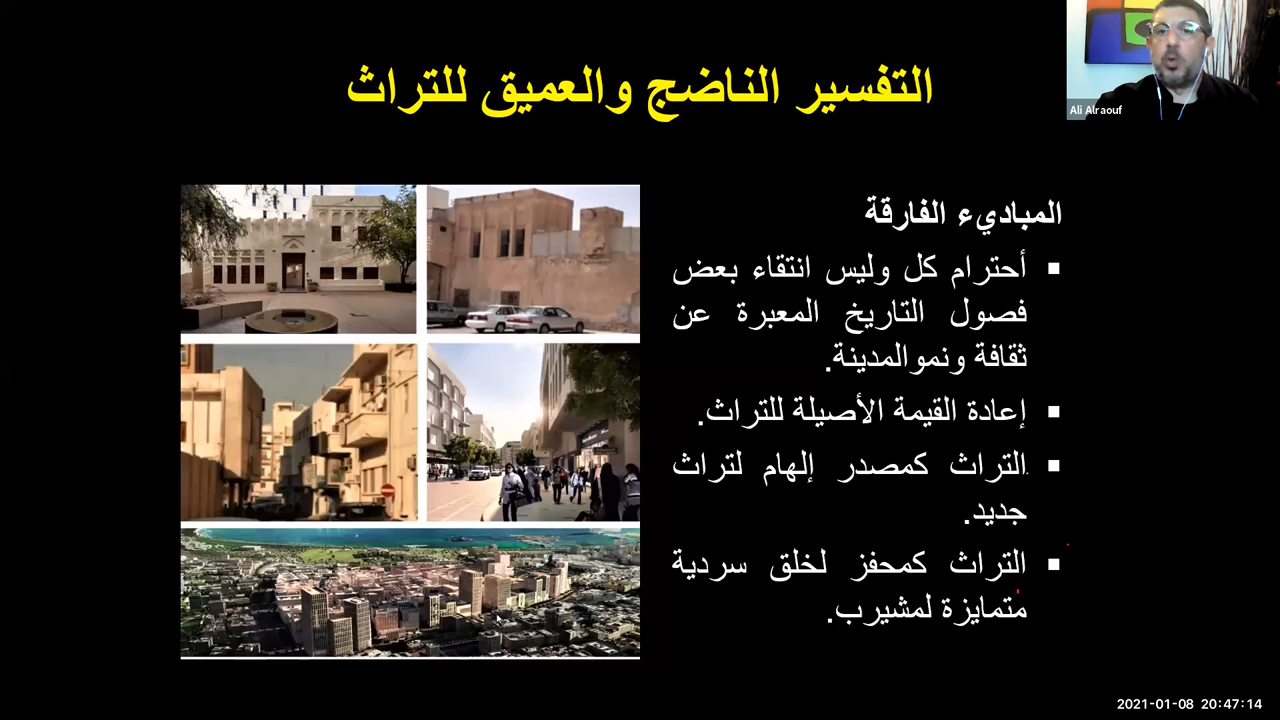 التفسير الناضج والعميق للتراث
Ali Alraouf
المباديء الفارقة
▪ أحترام كل وليس انتقاء بعض
فصول التاريخ المعبرة عن
ثقافة ونموالمدينة.
▪ إعادة القيمة الأصيلة للتراث.
▪ التراث كمصدر إلهام لتراث
جديد.
▪ التراث كمحفز لخلق سردية
متمايزة لمشيرب.
2021-01-08 20:47:14